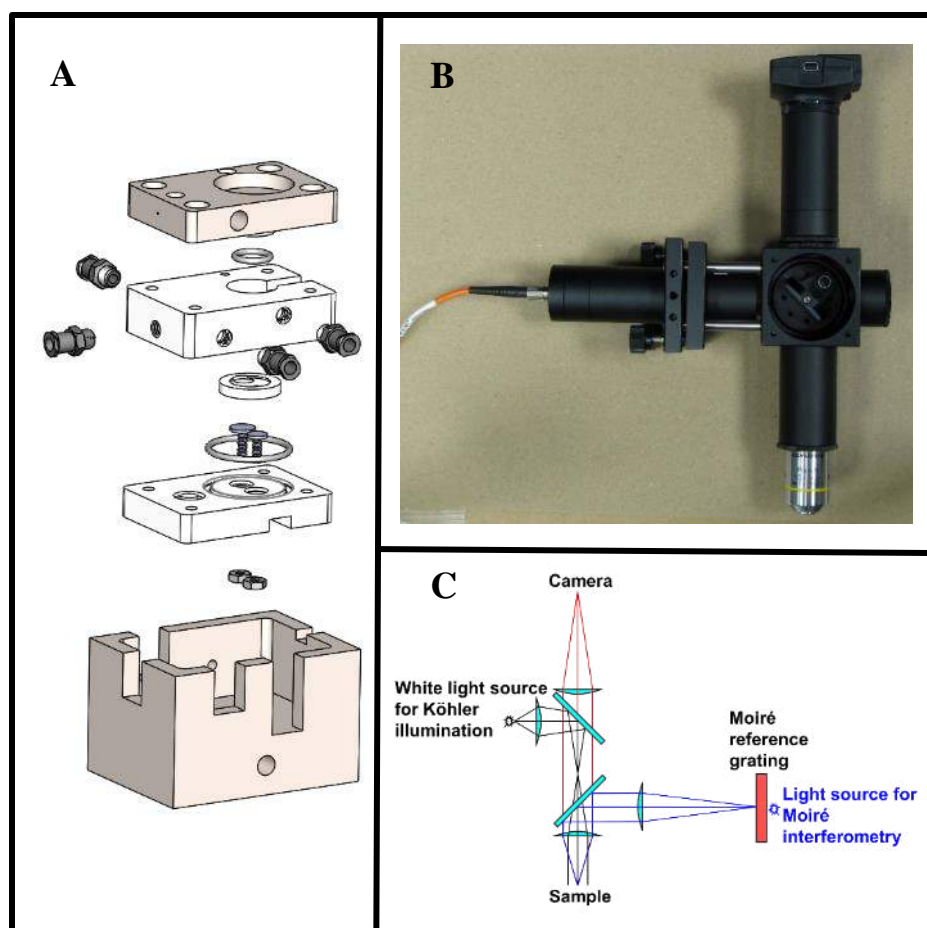 A
B
C
Camera
White light source
for Köhler
illumination
Moiré
reference
grating
Light source for
Moiré
interferometry
Sample